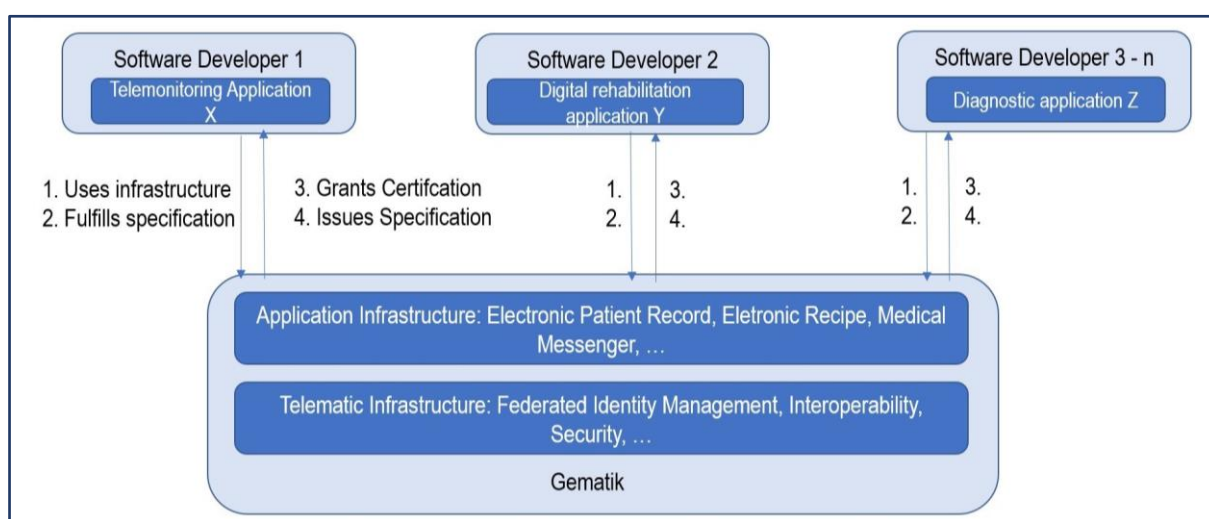 Software Developer 1
Telemonitoring Application
X
Software Developer 2
Digital rehabilitation
application Y
Software Developer 3 - n
Diagnostic application Z
1. Uses infrastructure
2. Fulfills specification
3. Grants Certifcation
4. Issues Specification
1.
2.
3.
4.
1.
2.
3.
4.
Application Infrastructure: Electronic Patient Record, Eletronic Recipe, Medical
Messenger, …
Telematic Infrastructure: Federated Identity Management, Interoperability,
Security, …
Gematik